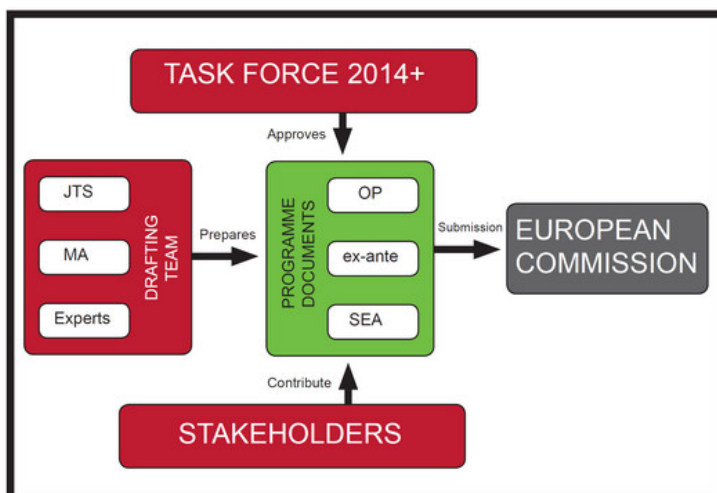 TASK FORCE 2014+
Approves
JTS
MA
Experts
DRAFTING
TEAM
Prepares
PROGRAMME
DOCUMENTS
OP
ex-ante
SEA
Submission
EUROPEAN
COMMISSION
Contribute
STAKEHOLDERS